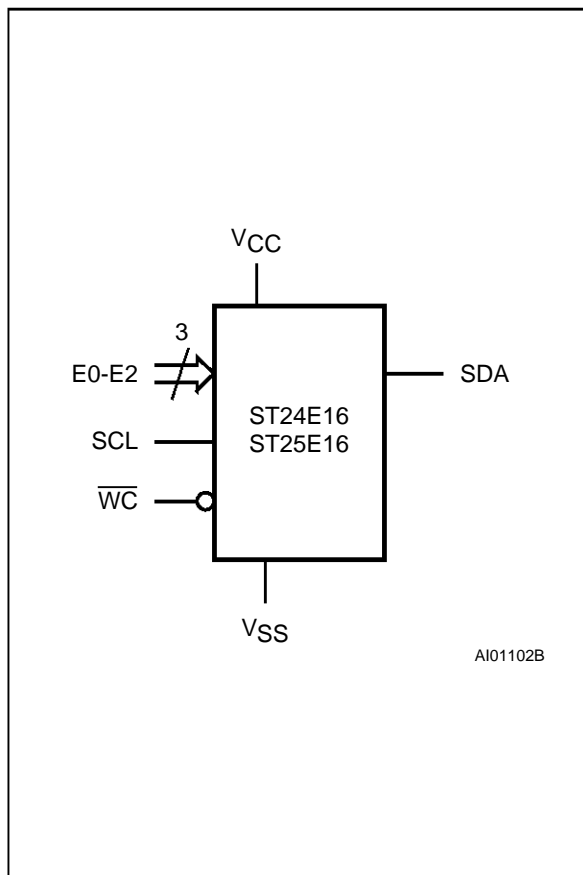 VCC
3
E0-E2
SDA
ST24E16
SCL
ST25E16
WC
VSS
AI01102B